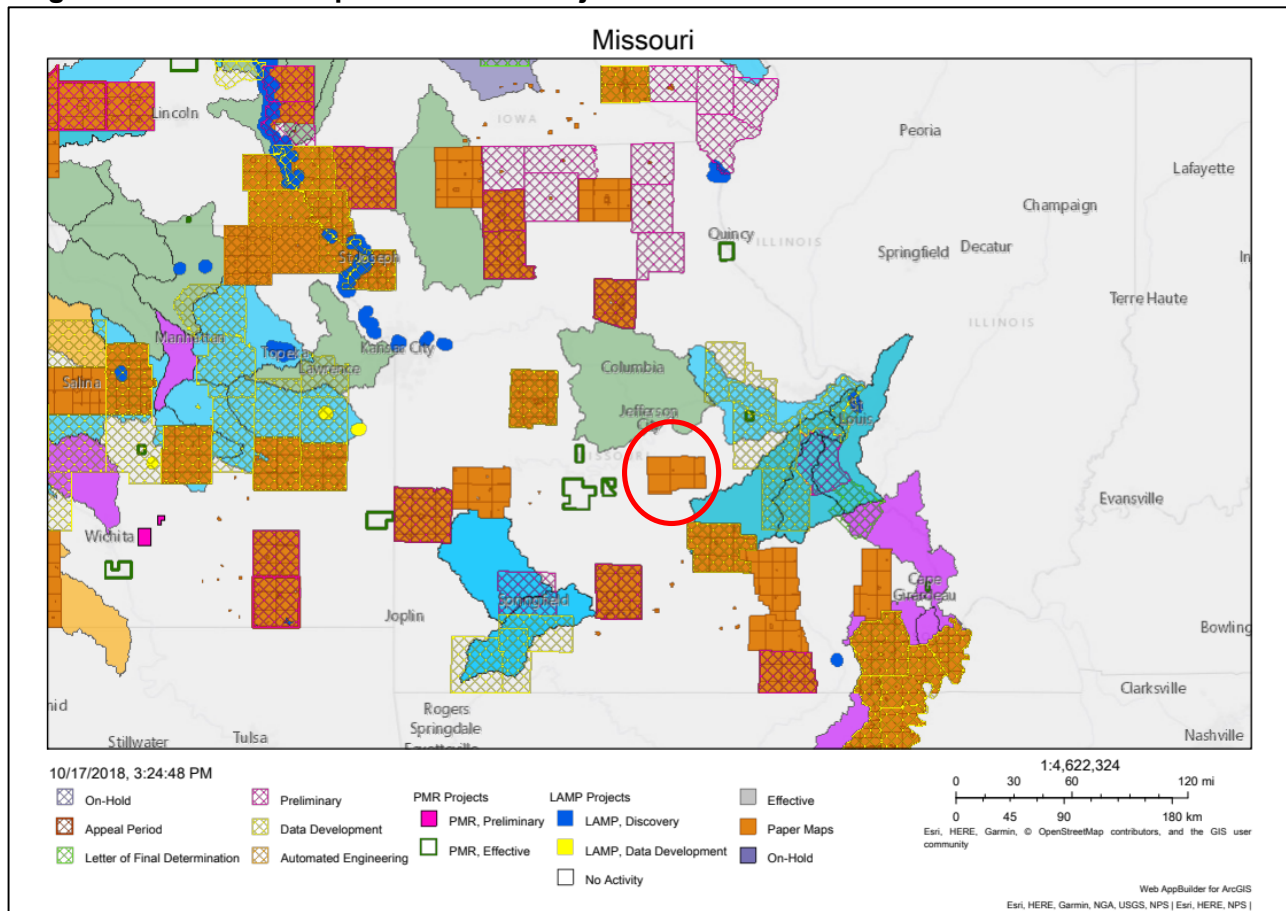 Missouri
Lincoln
IOWA
Peoria
Lafayette
Champaign
Quincy
ILLINOIS
Springfield Decatur
In
St Joseph
Terre Haute
ILLINOIS
Manhattan
Topeka
Kansas City
Lawrence
Salina
Columbia
Jefferson
City
Louis
Evansville
Wichita
Cape
Girardeau
Joplin
Springfield
Bowling
Clarksville
Rogers
Springdale
Nashville
Stillwater
Tulsa
10/17/2018, 3:24:48 PM
On-Hold
Appeal Period
Letter of Final Determination
Preliminary
Data Development
Automated Engineering
PMR Projects
PMR, Preliminary
PMR, Effective
LAMP Projects
LAMP, Discovery
LAMP, Data Development
No Activity
Effective
Paper Maps
On-Hold
1:4,622,324
0 30 60 120 mi
0 45 90 180 km
Esri, HERE, Garmin, © OpenStreetMap contributors, and the GIS user
community
Web AppBuilder for ArcGIS
Esri, HERE, Garmin, NGA, USGS, NPS | Esri, HERE, NPS |